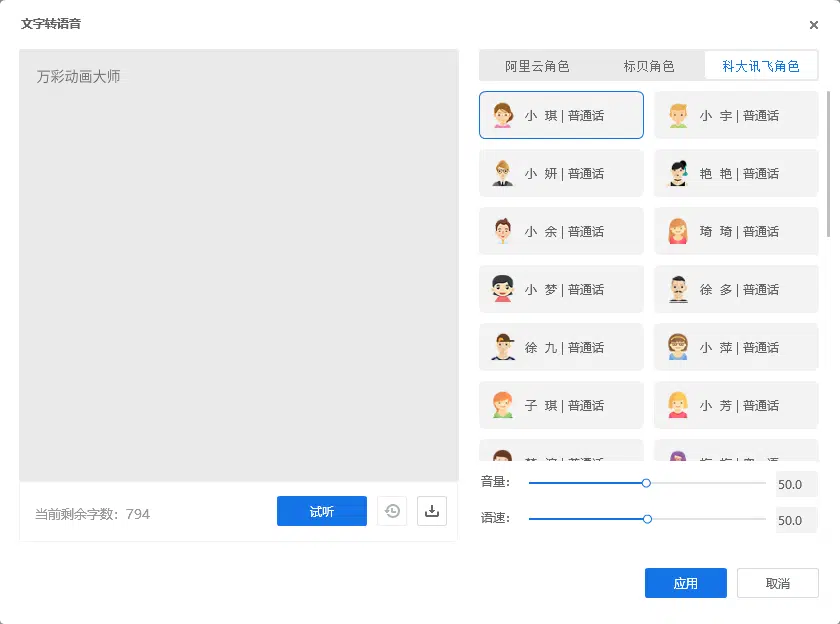 文字转语音
万彩动画大师
当前剩余字数：794
试听
阿里云角色 标贝角色 科大讯飞角色
小 琪 | 普通话 小 宇 | 普通话
小 妍 | 普通话 艳 艳 | 普通话
小 余 | 普通话 琦 琦 | 普通话
小 梦 | 普通话 徐 多 | 普通话
徐 九 | 普通话 小 萍 | 普通话
子 琪 | 普通话 小 芳 | 普通话
音量： 50.0
语速： 50.0
应用 取消